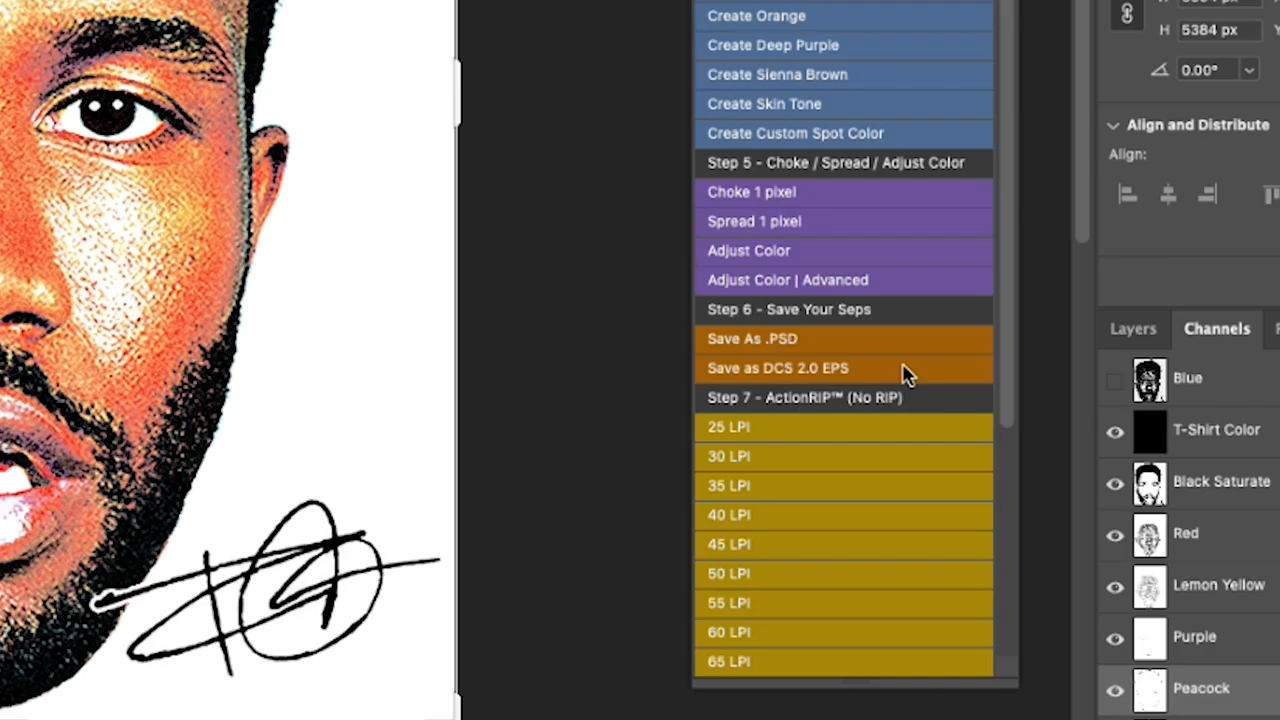 Create Orange
Create Deep Purple
Create Sienna Brown
Create Skin Tone
Create Custom Spot Color
Step 5 - Choke / Spread / Adjust Color
Choke 1 pixel
Spread 1 pixel
Adjust Color
Adjust Color | Advanced
Step 6 - Save Your Seps
Save As .PSD
Save as DCS 2.0 EPS
Step 7 - ActionRIP™ (No RIP)
25 LPI
30 LPI
35 LPI
40 LPI
45 LPI
50 LPI
55 LPI
60 LPI
65 LPI
H 5384 px
0.00°
Align and Distribute
Align:
Layers Channels
Blue
T-Shirt Color
Black Saturate
Red
Lemon Yellow
Purple
Peacock